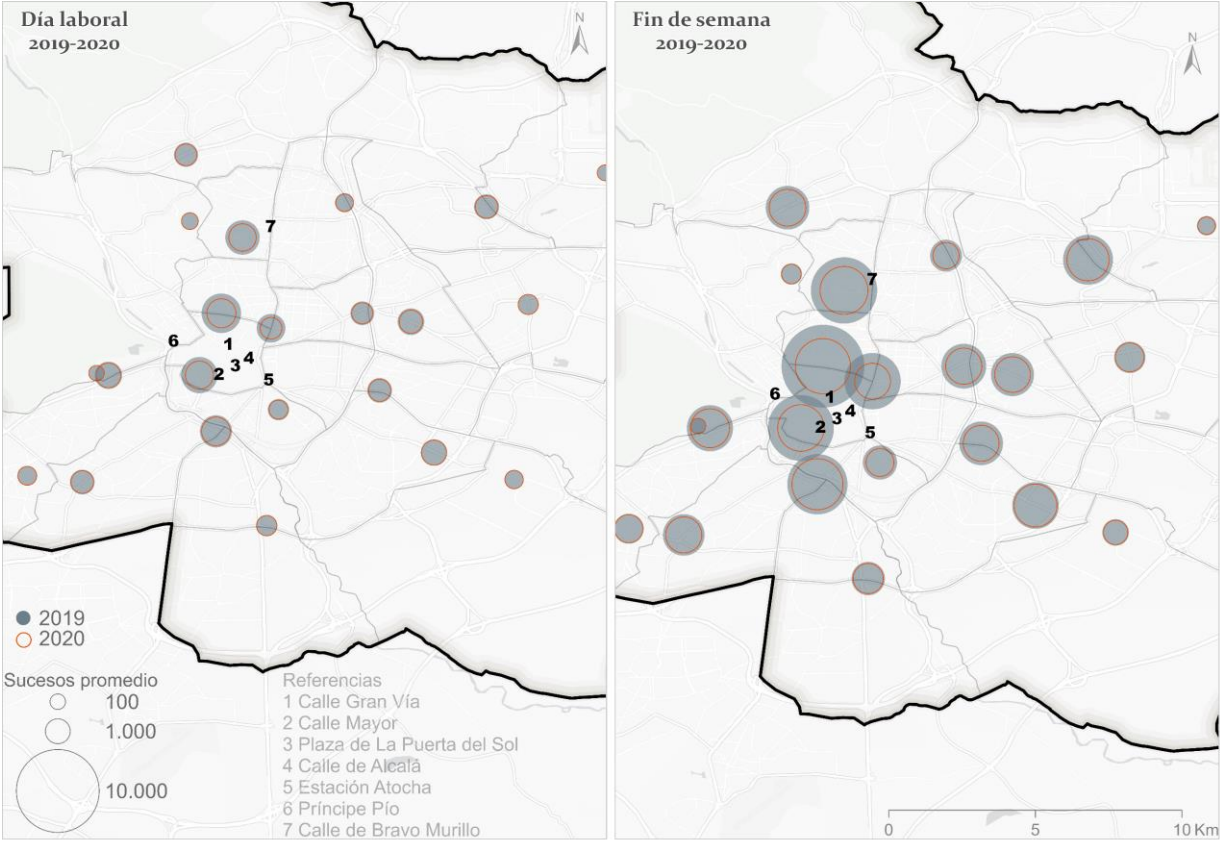 Día laboral
2019-2020
N
7
6
1
4
3
2
5
2019
2020
Sucesos promedio
100
1.000
10.000
Referencias
1 Calle Gran Vía
2 Calle Mayor
3 Plaza de La Puerta del Sol
4 Calle de Alcalá
5 Estación Atocha
6 Príncipe Pío
7 Calle de Bravo Murillo
Fin de semana
2019-2020
N
7
6
1
4
3
2
5
0
5
10 Km